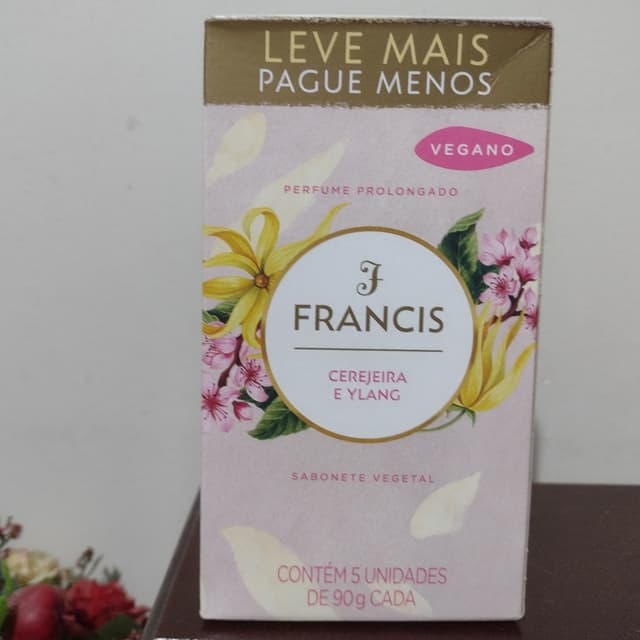 LEVE MAIS
PAGUE MENOS
VEGANO
PERFUME PROLONGADO
FRANCIS
CEREJEIRA
E YLANG
SABONETE VEGETAL
CONTÉM 5 UNIDADES
DE 90g CADA